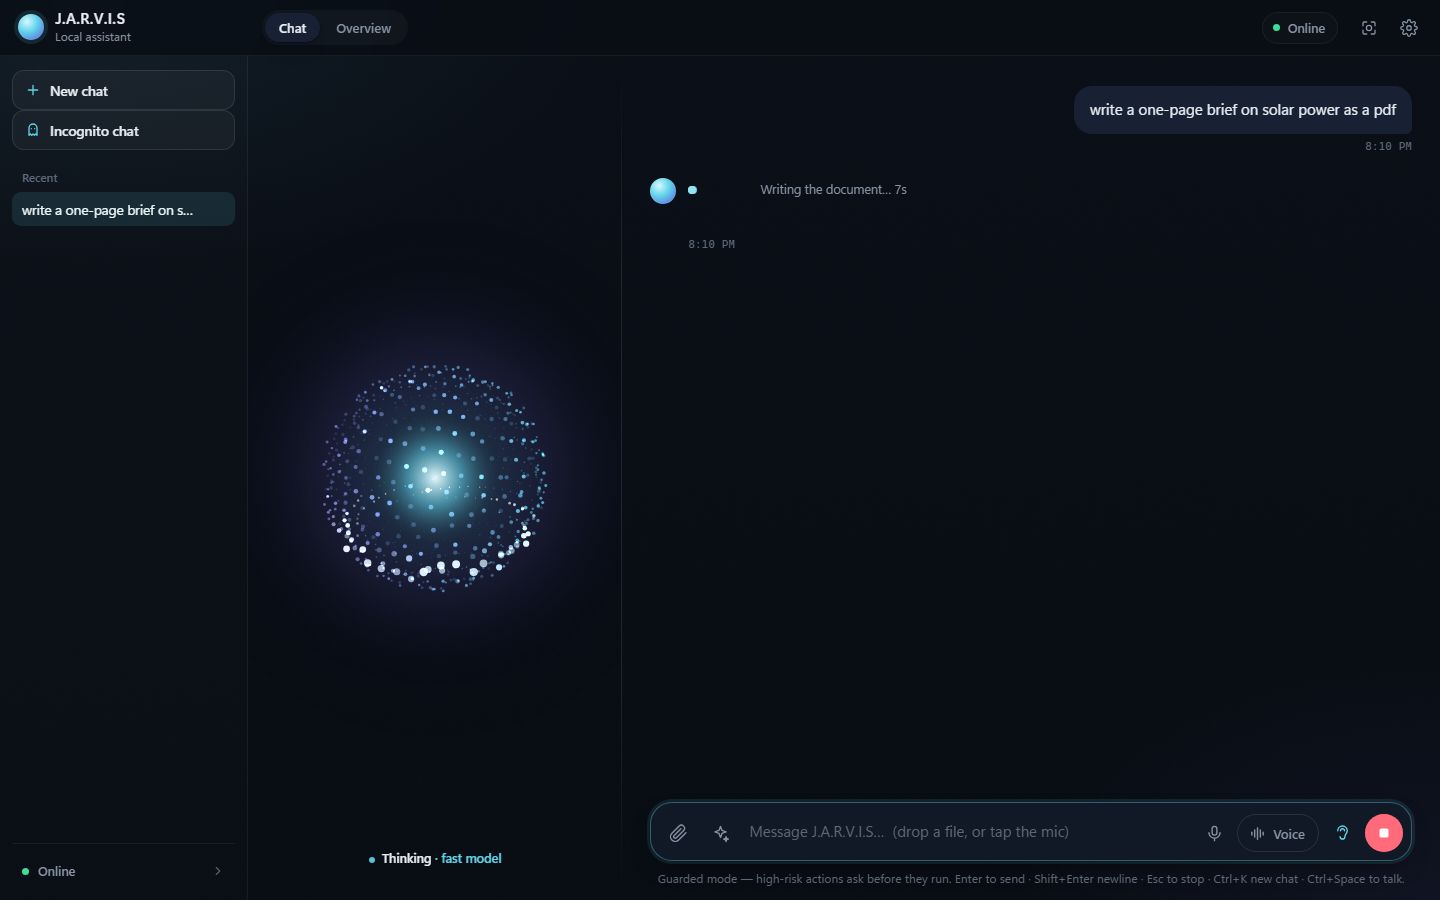 J.A.R.V.I.S
Local assistant
Chat
Overview
Online
New chat
Incognito chat
Recent
write a one-page brief on s...
write a one-page brief on solar power as a pdf
8:10 PM
Writing the document... 7s
8:10 PM
Thinking · fast model
Online
Message J.A.R.V.I.S... (drop a file, or tap the mic)
Voice
Guarded mode — high-risk actions ask before they run. Enter to send · Shift+Enter newline · Esc to stop · Ctrl+K new chat · Ctrl+Space to talk.